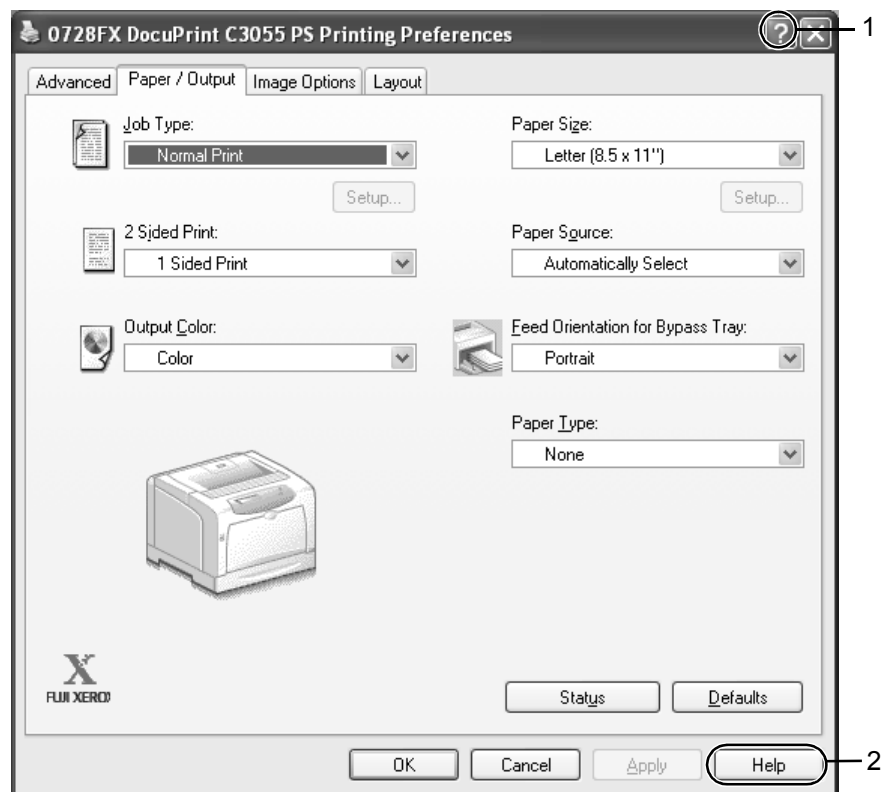 0728FX DocuPrint C3055 PS Printing Preferences
? X
1
Advanced
Paper / Output
Image Options
Layout
Job Type:
Normal Print
Setup...
Paper Size:
Letter (8.5 x 11")
Setup...
2 Sided Print:
1 Sided Print
Paper Source:
Automatically Select
Output Color:
Color
Feed Orientation for Bypass Tray:
Portrait
Paper Type:
None
X
FUJI XEROX
Status
Defaults
OK
Cancel
Apply
Help
2